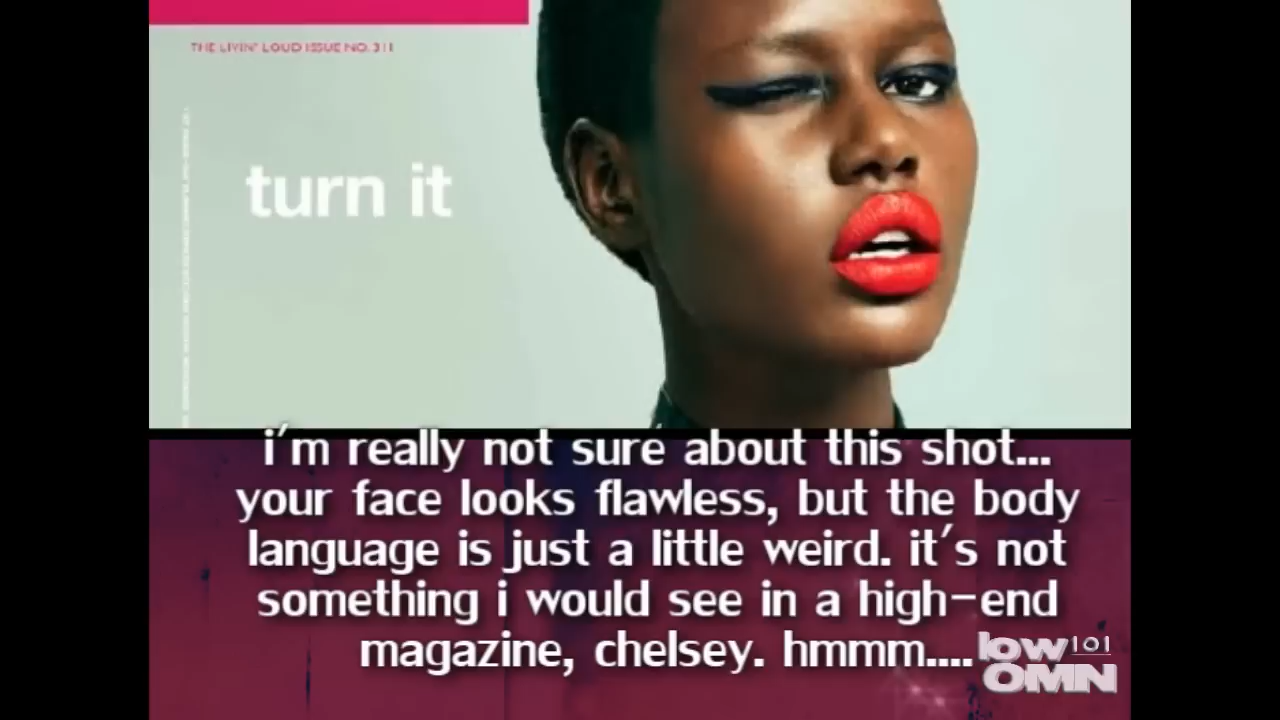 THE LIVIN' LOUD ISSUE NO. 311
turn it
i'm really not sure about this shot...
your face looks flawless, but the body
language is just a little weird. it's not
something i would see in a high-end
magazine, chelsey. hmmm....
low 101
OMN